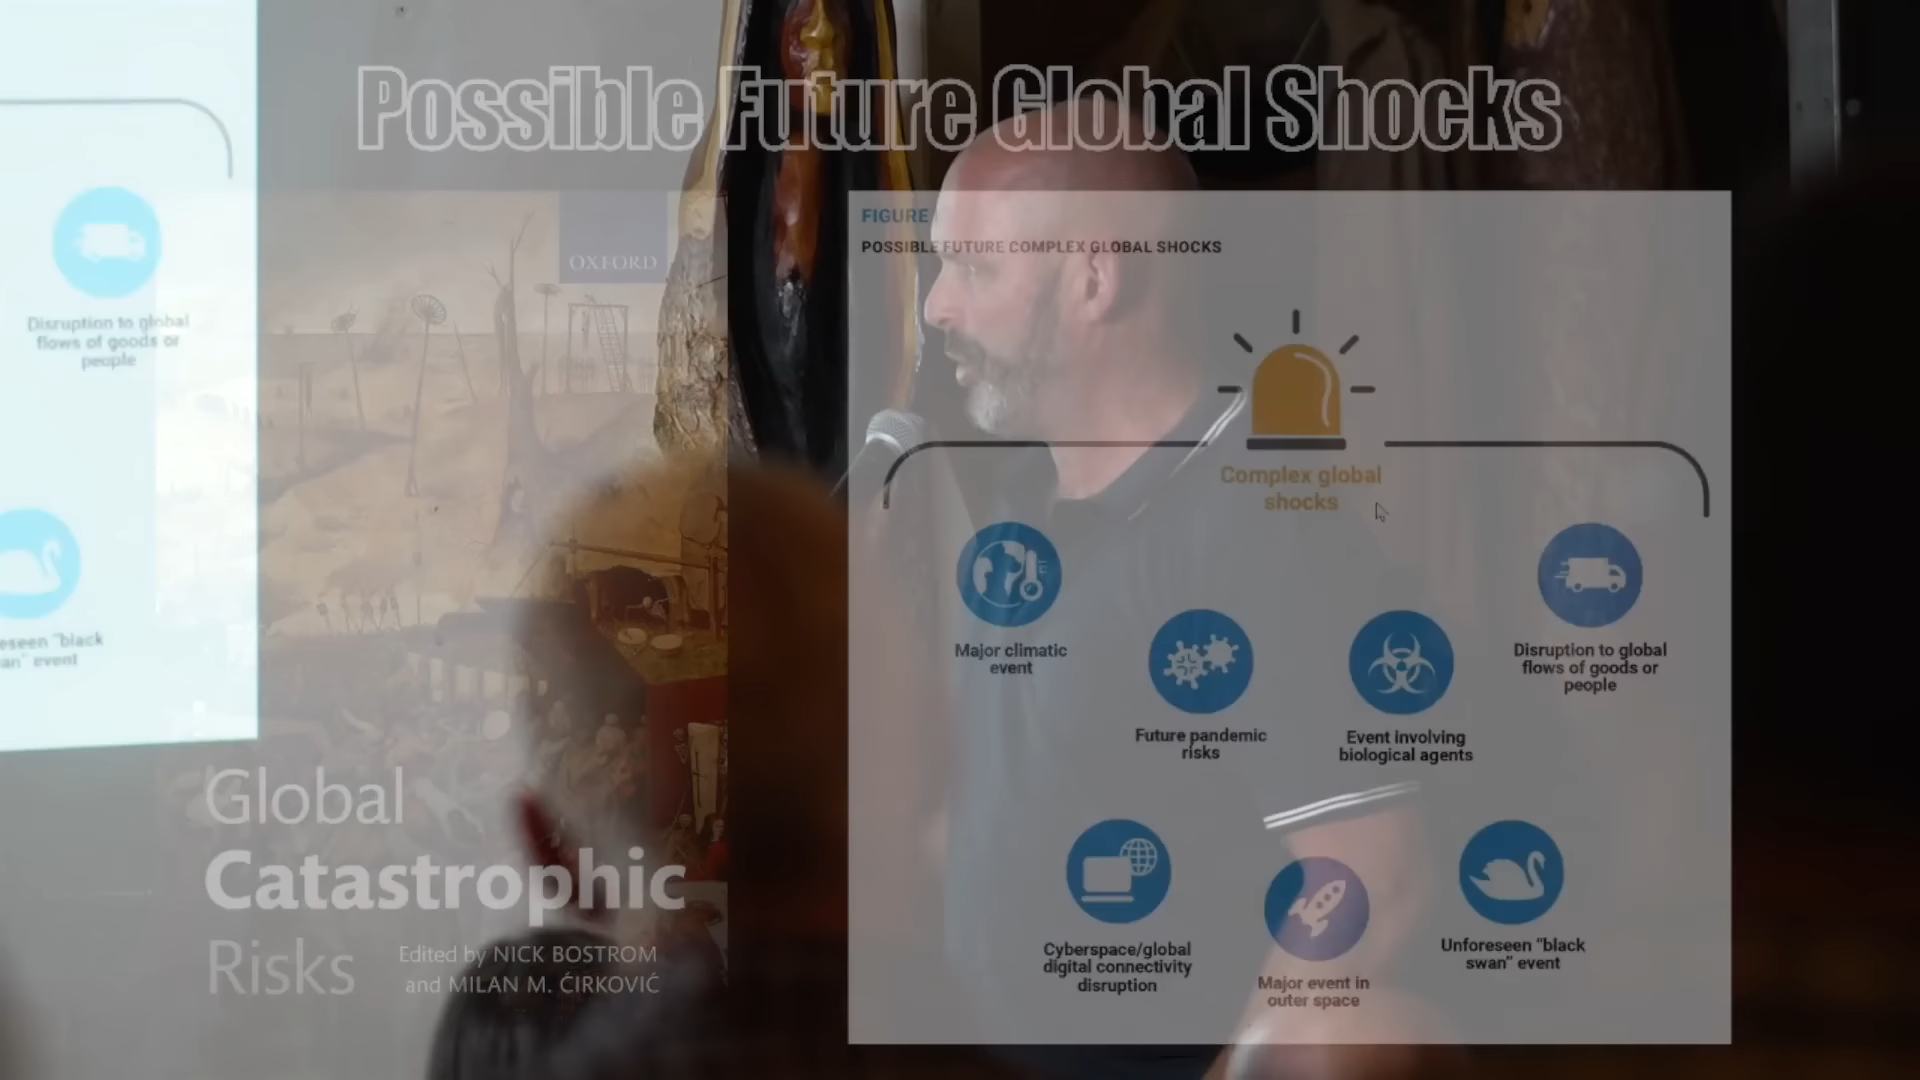 Possible Future Global Shocks
Disruption to global
flows of goods or
people
eseen "black
an" event
OXFORD
Global
Catastrophic
Risks
Edited by NICK BOSTROM
and MILAN M. ĆIRKOVIĆ
FIGURE
POSSIBLE FUTURE COMPLEX GLOBAL SHOCKS
Complex global
shocks
Major climatic
event
Future pandemic
risks
Event involving
biological agents
Disruption to global
flows of goods or
people
Cyberspace/global
digital connectivity
disruption
Major event in
outer space
Unforeseen "black
swan" event